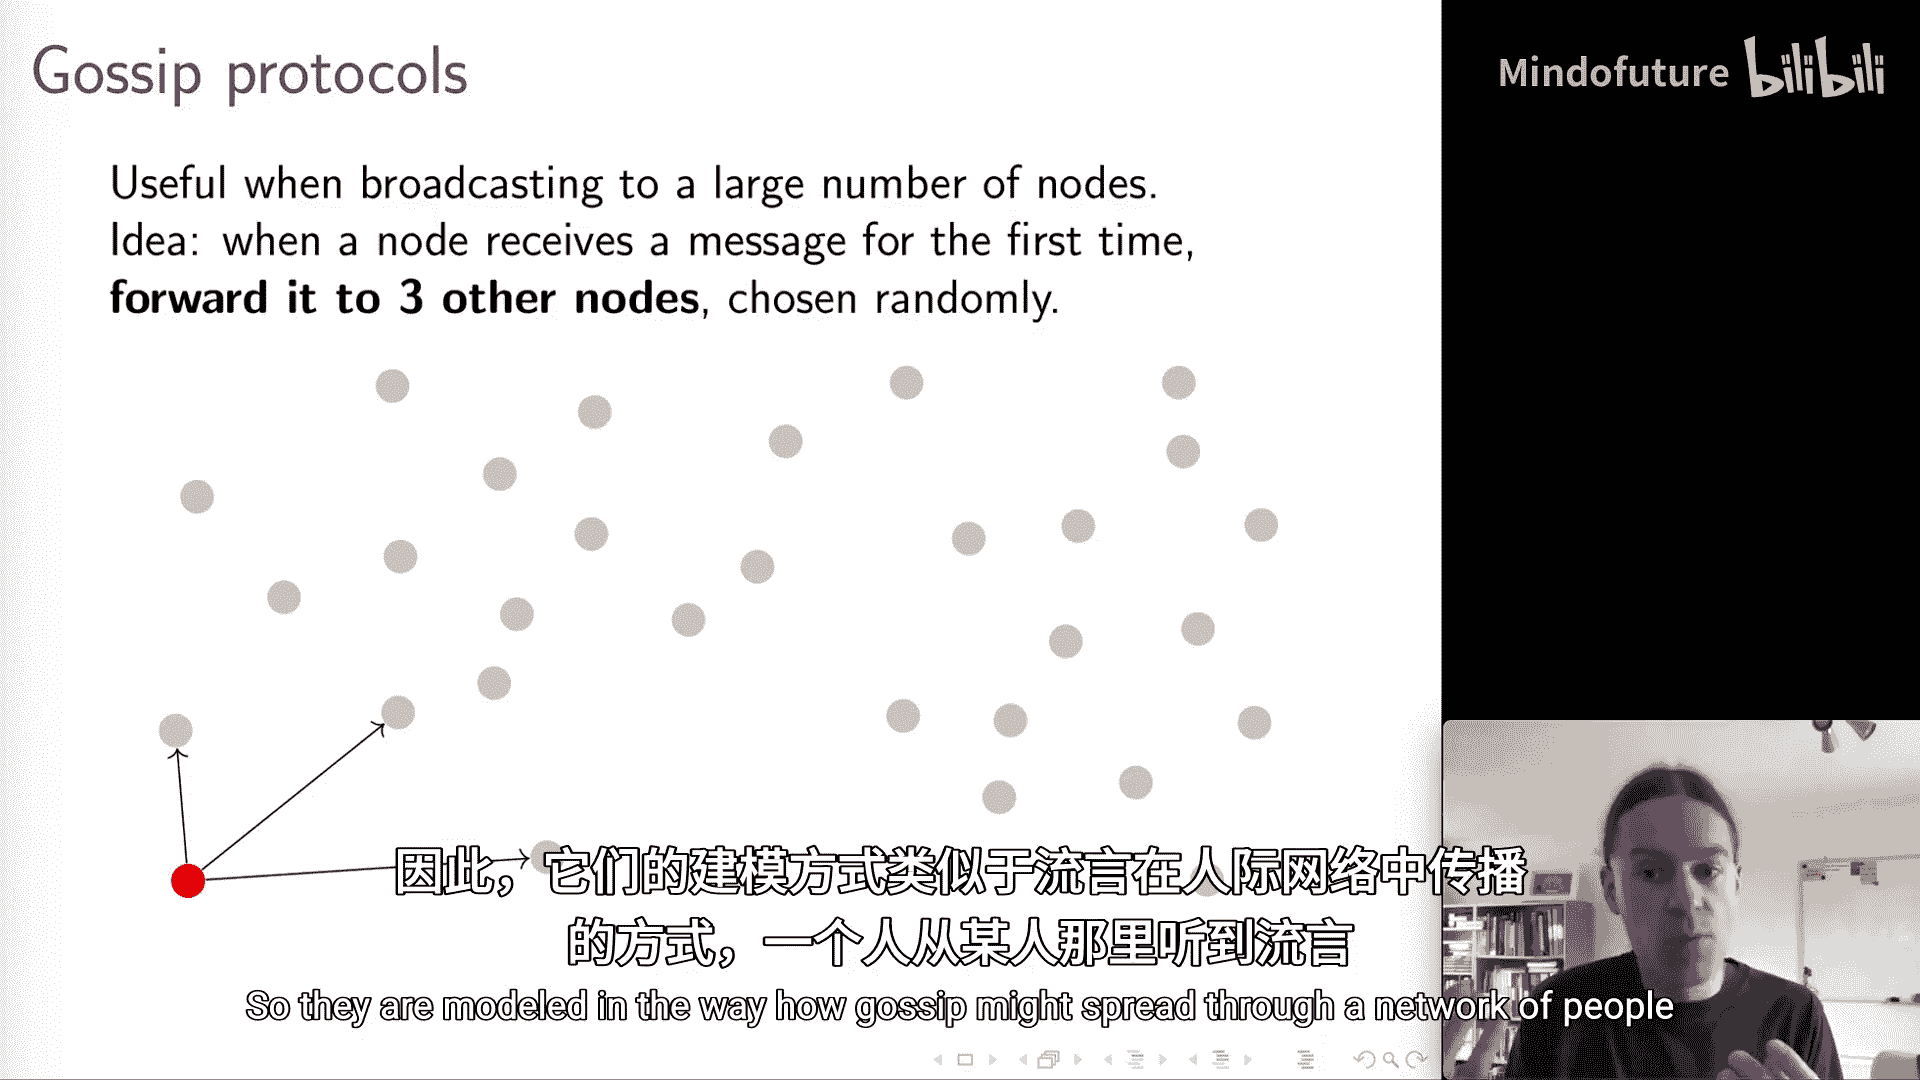 Gossip protocols
Mindofuture bilibili
Useful when broadcasting to a large number of nodes.
Idea: when a node receives a message for the first time,
forward it to 3 other nodes, chosen randomly.
因此，它们的建模方式类似于流言在人际网络中传播
的方式，一个人从某人那里听到流言
So they are modeled in the way how gossip might spread through a network of people